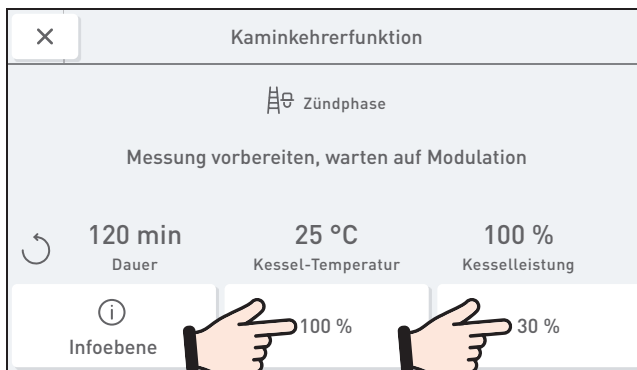 Kaminkehrerfunktion
Zündphase
Messung vorbereiten, warten auf Modulation
120 min
Dauer
25 °C
Kessel-Temperatur
100 %
Kesselleistung
Infoebene
100 %
30 %